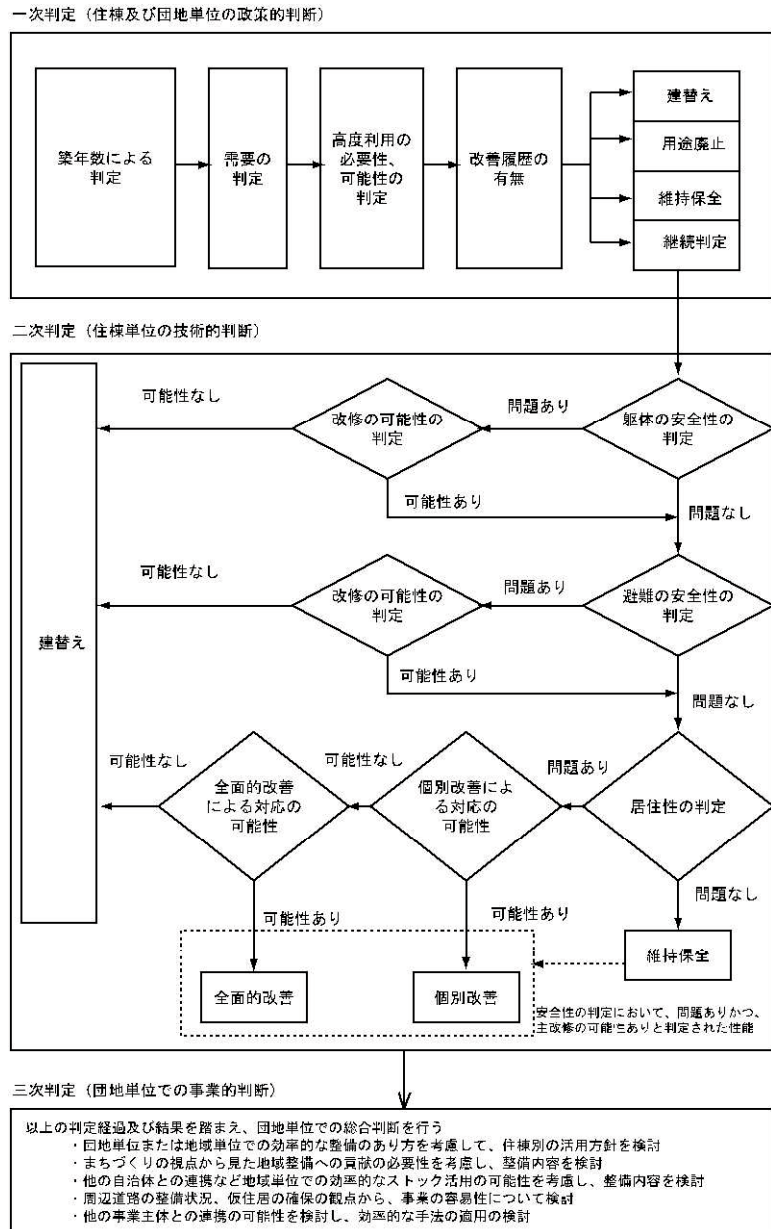 一次判定（住棟及び団地単位の政策的判断）
築年数による
判定
需要の
判定
高度利用の
必要性、
可能性の
判定
改善履歴の
有無
建替え
用途廃止
維持保全
継続判定
二次判定（住棟単位の技術的判断）
可能性なし
改修の可能性の
判定
問題あり
躯体の安全性の
判定
可能性あり
問題なし
可能性なし
改修の可能性の
判定
問題あり
避難の安全性の
判定
建替え
可能性あり
問題なし
可能性なし
全面的改善
による対応の
可能性
可能性なし
個別改善によ
る対応の
可能性
問題あり
居住性の判定
問題なし
可能性あり
可能性あり
維持保全
全面的改善
個別改善
安全性の判定において、問題ありかつ、
主改修の可能性ありと判定された性能
三次判定（団地単位での事業的判断）
以上の判定経過及び結果を踏まえ、団地単位での総合判断を行う
・団地単位または地域単位での効率的な整備のあり方を考慮して、住棟別の活用方針を検討
・まちづくりの視点から見た地域整備への貢献の必要性を考慮し、整備内容を検討
・他の自治体との連携など地域単位での効率的なストック活用の可能性を考慮し、整備内容を検討
・周辺道路の整備状況、仮住居の確保の観点から、事業の容易性について検討
・他の事業主体との連携の可能性を検討し、効率的な手法の適用の検討